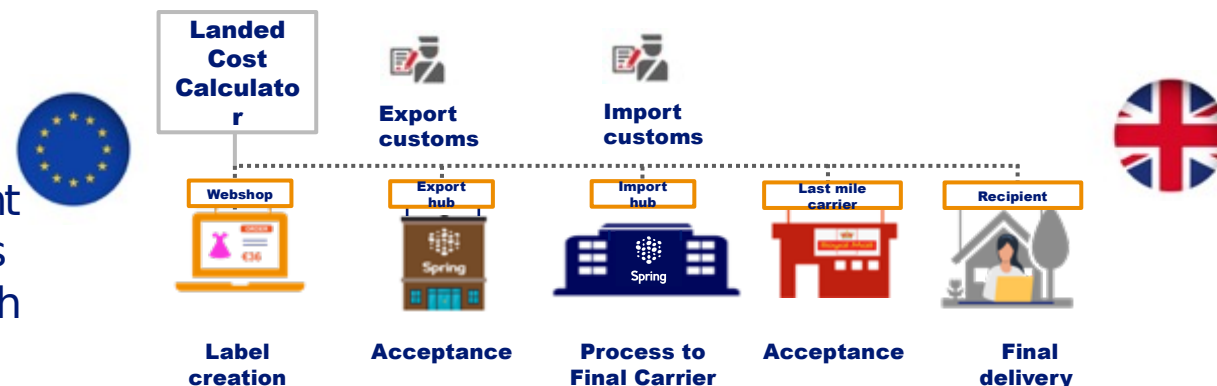 Landed
Cost
Calculato
r
Export
customs
Import
customs
nt
s
h
Webshop
Export
hub
Import
hub
Last mile
carrier
Recipient
ORDER
€36
Spring
Spring
Royal Mail
Label
creation
Acceptance
Process to
Final Carrier
Acceptance
Final
delivery